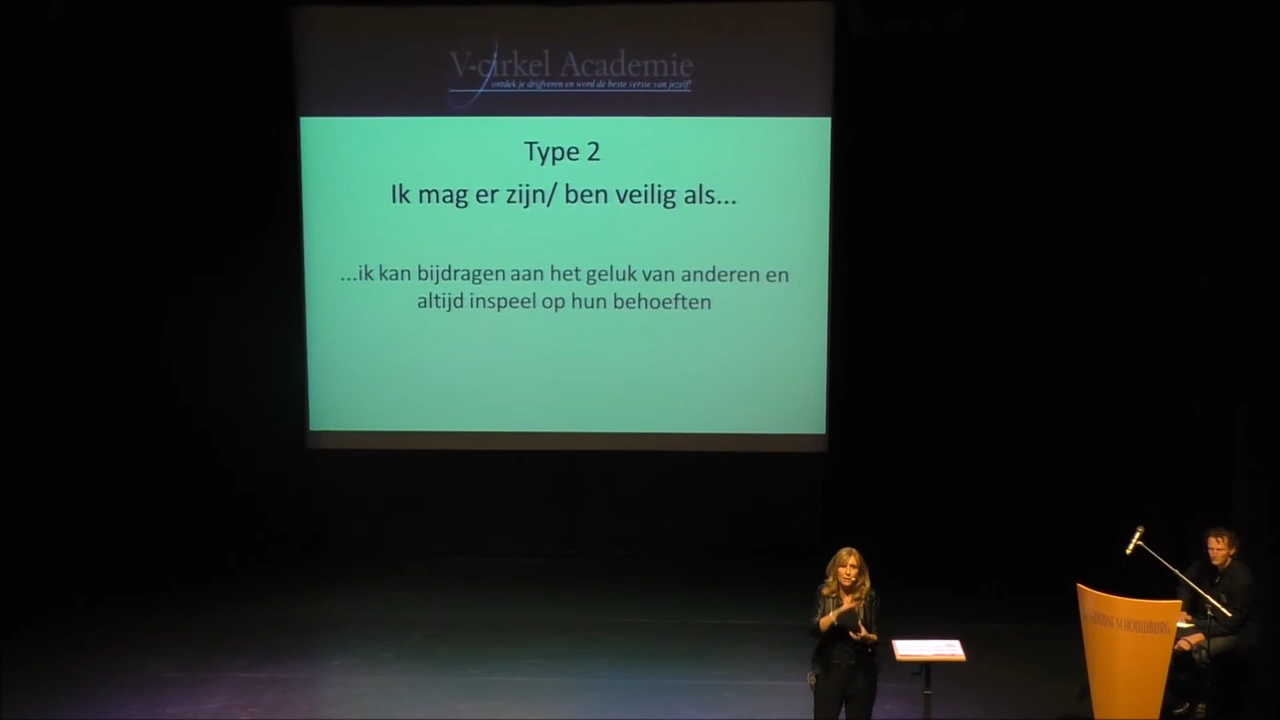 V-cirkel Academie
ontdek je drijfveren en word de beste versie van jezelf!
Type 2
Ik mag er zijn/ ben veilig als...
...ik kan bijdragen aan het geluk van anderen en
altijd inspeel op hun behoeften
SCHOUWBURG